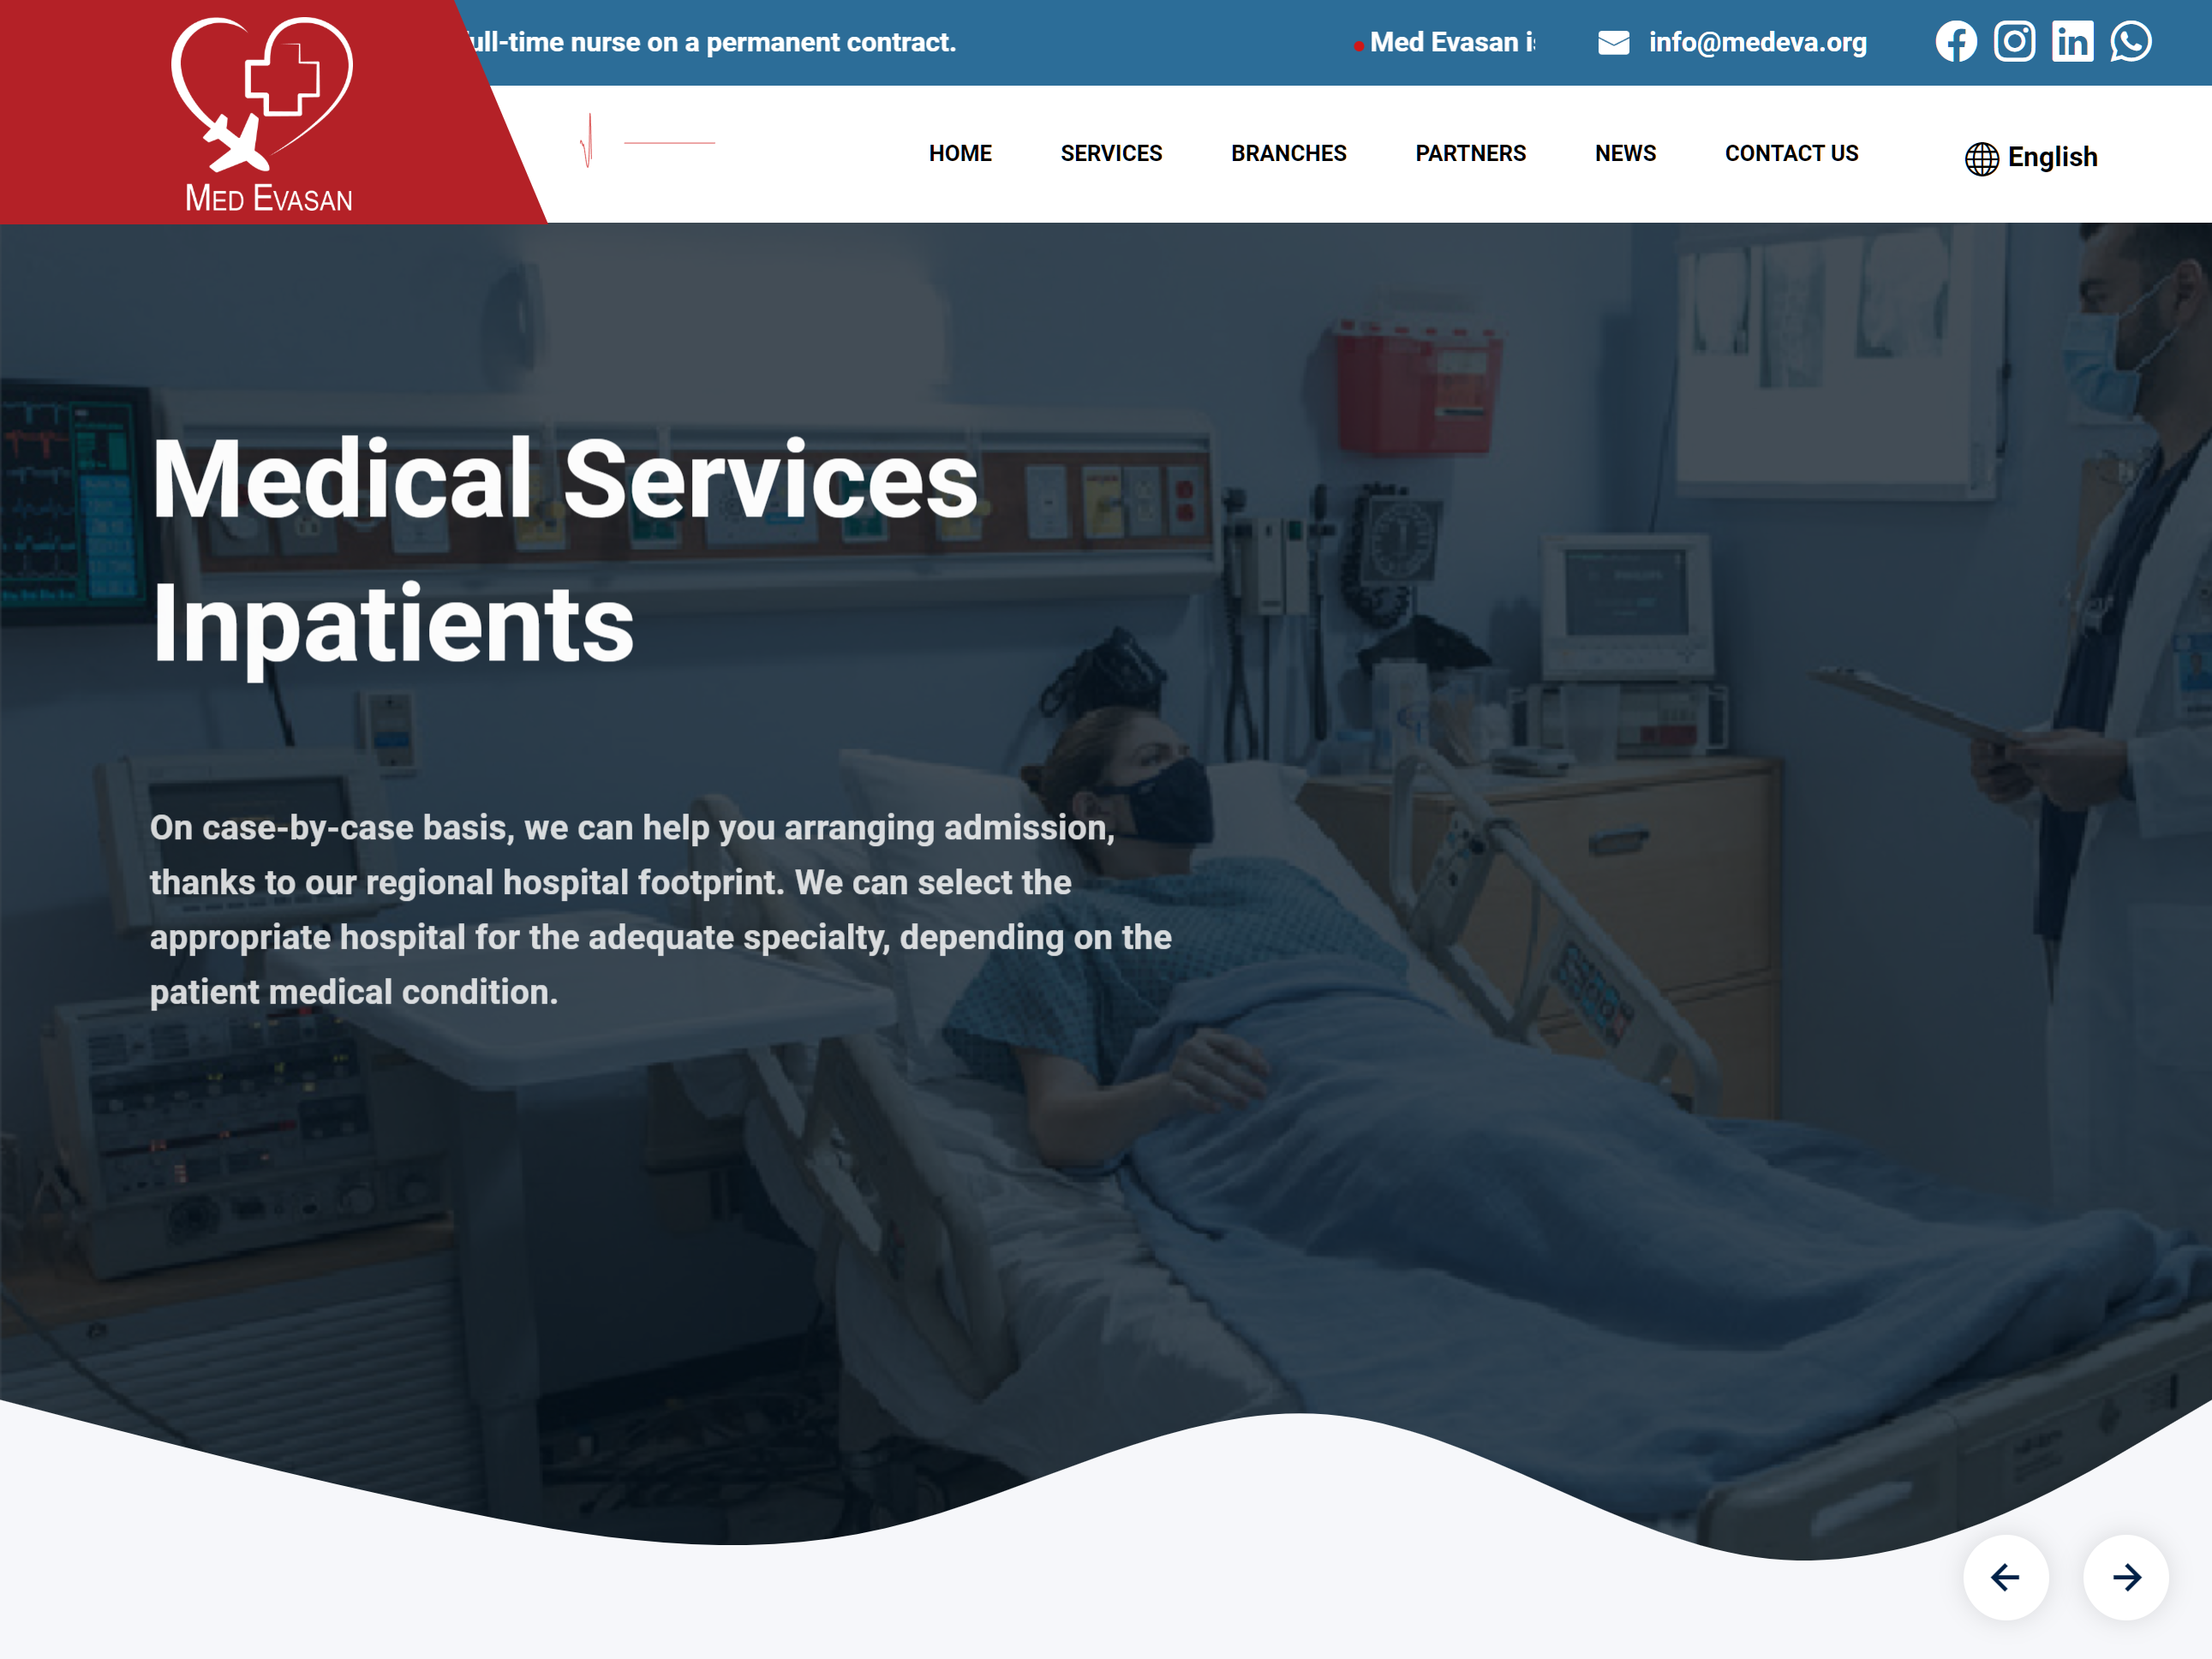 full-time nurse on a permanent contract.
Med Evasan
info@medeva.org
MED EVASAN
HOME
SERVICES
BRANCHES
PARTNERS
NEWS
CONTACT US
English
Medical Services
Inpatients
On case-by-case basis, we can help you arranging admission,
thanks to our regional hospital footprint. We can select the
appropriate hospital for the adequate specialty, depending on the
patient medical condition.